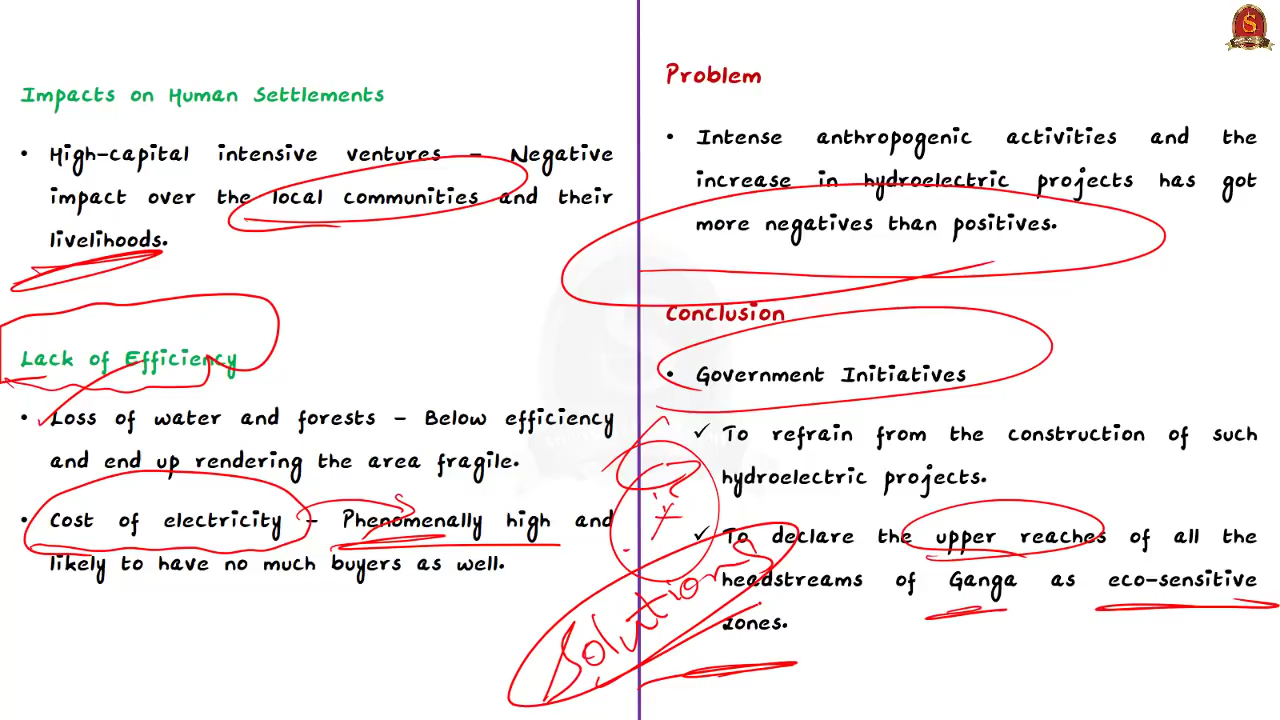 Impacts on Human Settlements
• High-capital intensive ventures – Negative
impact over the local communities and their
livelihoods.
Lack of Efficiency
• Loss of water and forests – Below efficiency
and end up rendering the area fragile.
• Cost of electricity – Phenomenally high and
likely to have no much buyers as well.
Problem
• Intense anthropogenic activities and the
increase in hydroelectric projects has got
more negatives than positives.
Conclusion
• Government Initiatives
✓ To refrain from the construction of such
hydroelectric projects.
✓ To declare the upper reaches of all the
headstreams of Ganga as eco-sensitive
zones.
Solutions
S